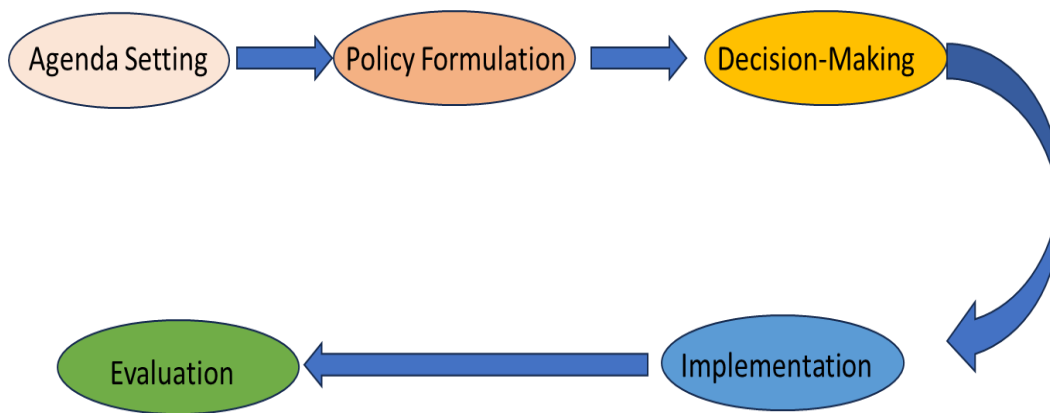 Agenda Setting
Policy Formulation
Decision-Making
Implementation
Evaluation